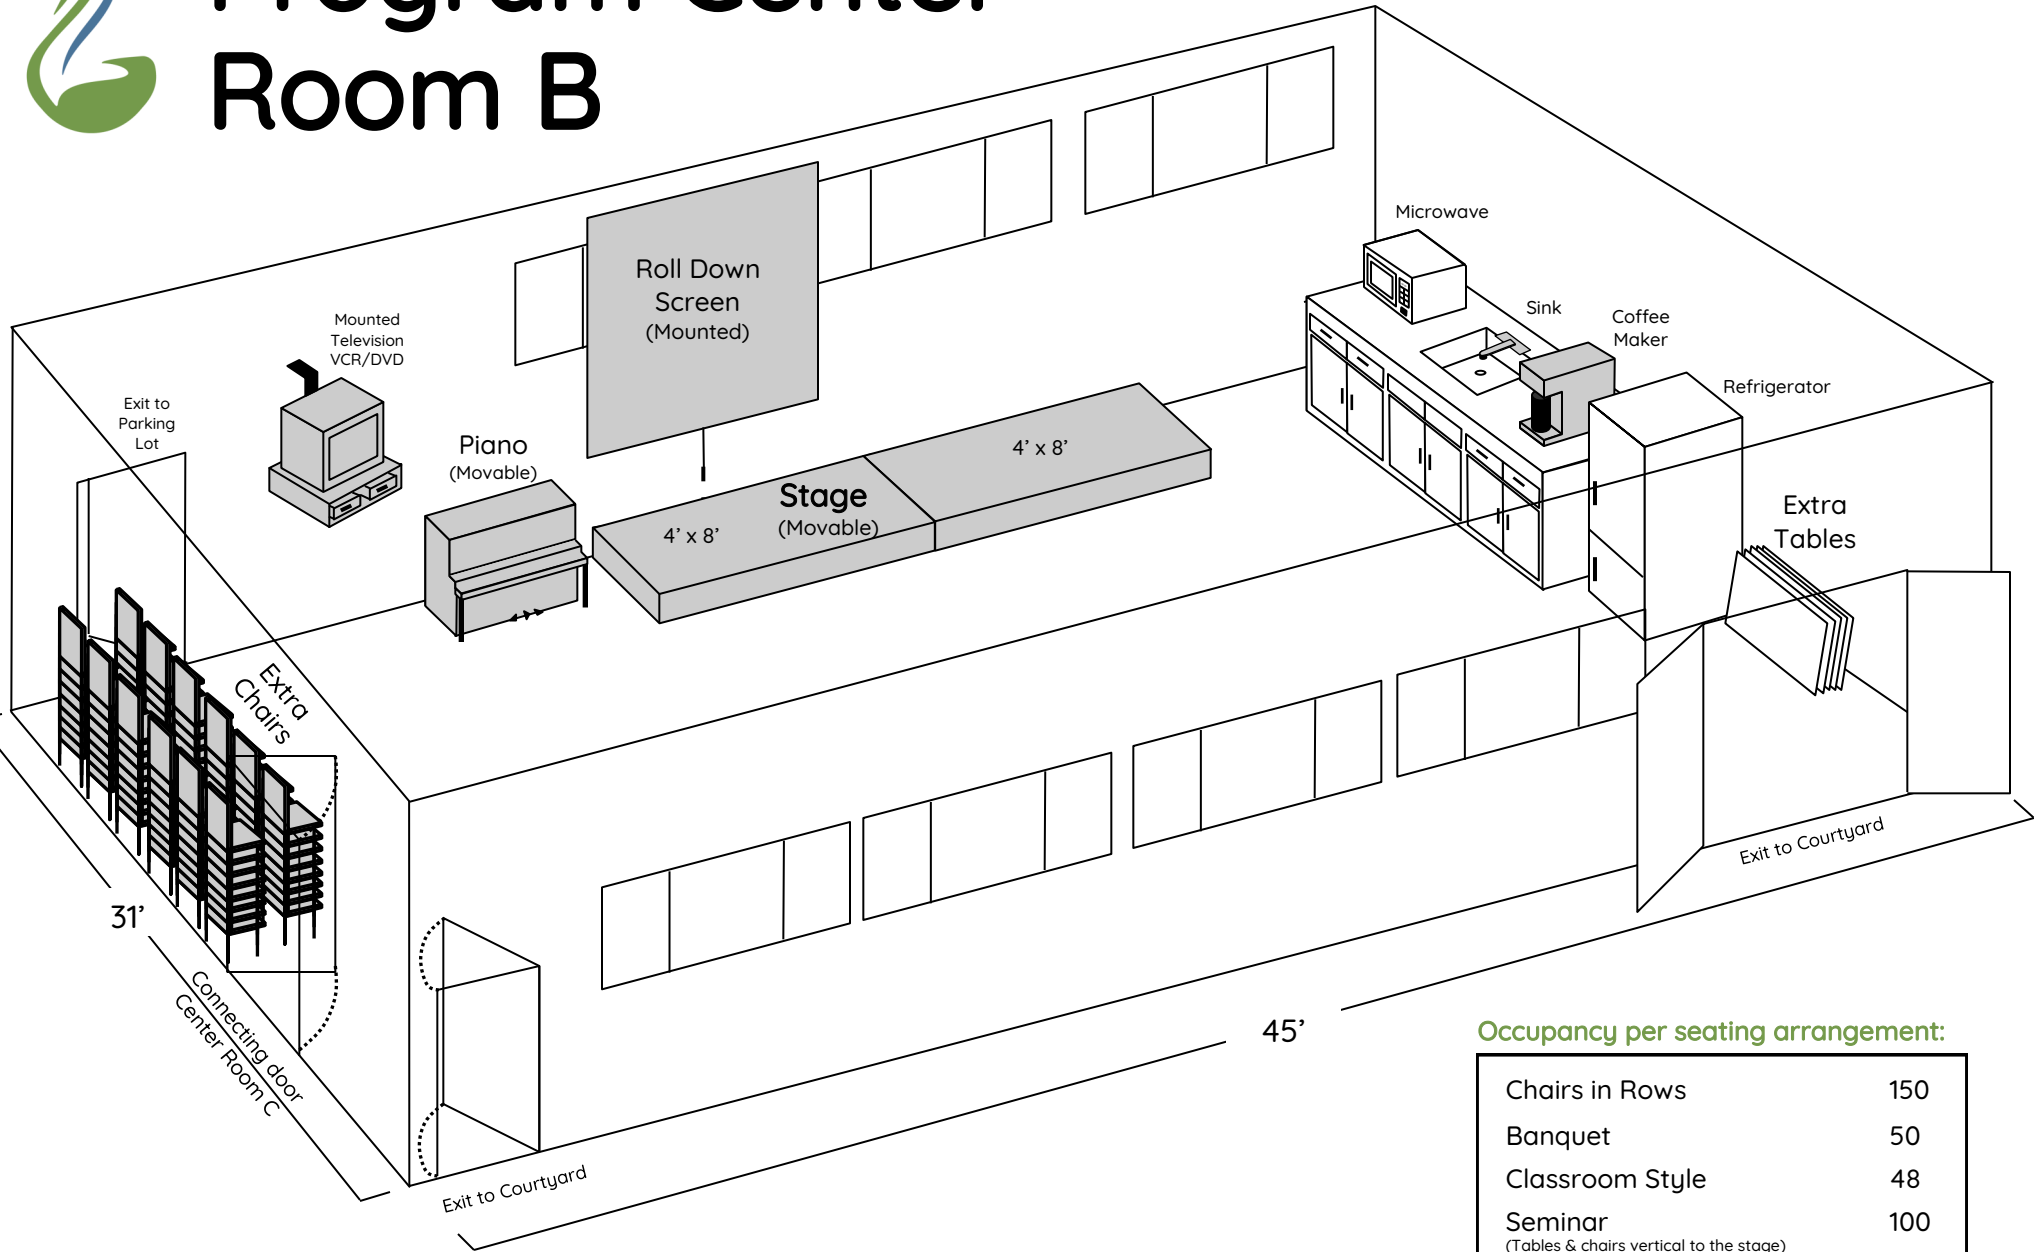 Program Center
Room B
Roll Down
Screen
(Mounted)
Mounted
Television
VCR/DVD
Exit to
Parking
Lot
Piano
(Movable)
4’ x 8’
Stage
(Movable)
4’ x 8’
Microwave
Sink
Coffee
Maker
Refrigerator
Extra
Tables
Extra
Chairs
31’
Connecting door
Center Room C
Exit to Courtyard
45’
Exit to Courtyard
Occupancy per seating arrangement:
Chairs in Rows 150
Banquet 50
Classroom Style 48
Seminar 100
(Tables & chairs vertical to the stage)